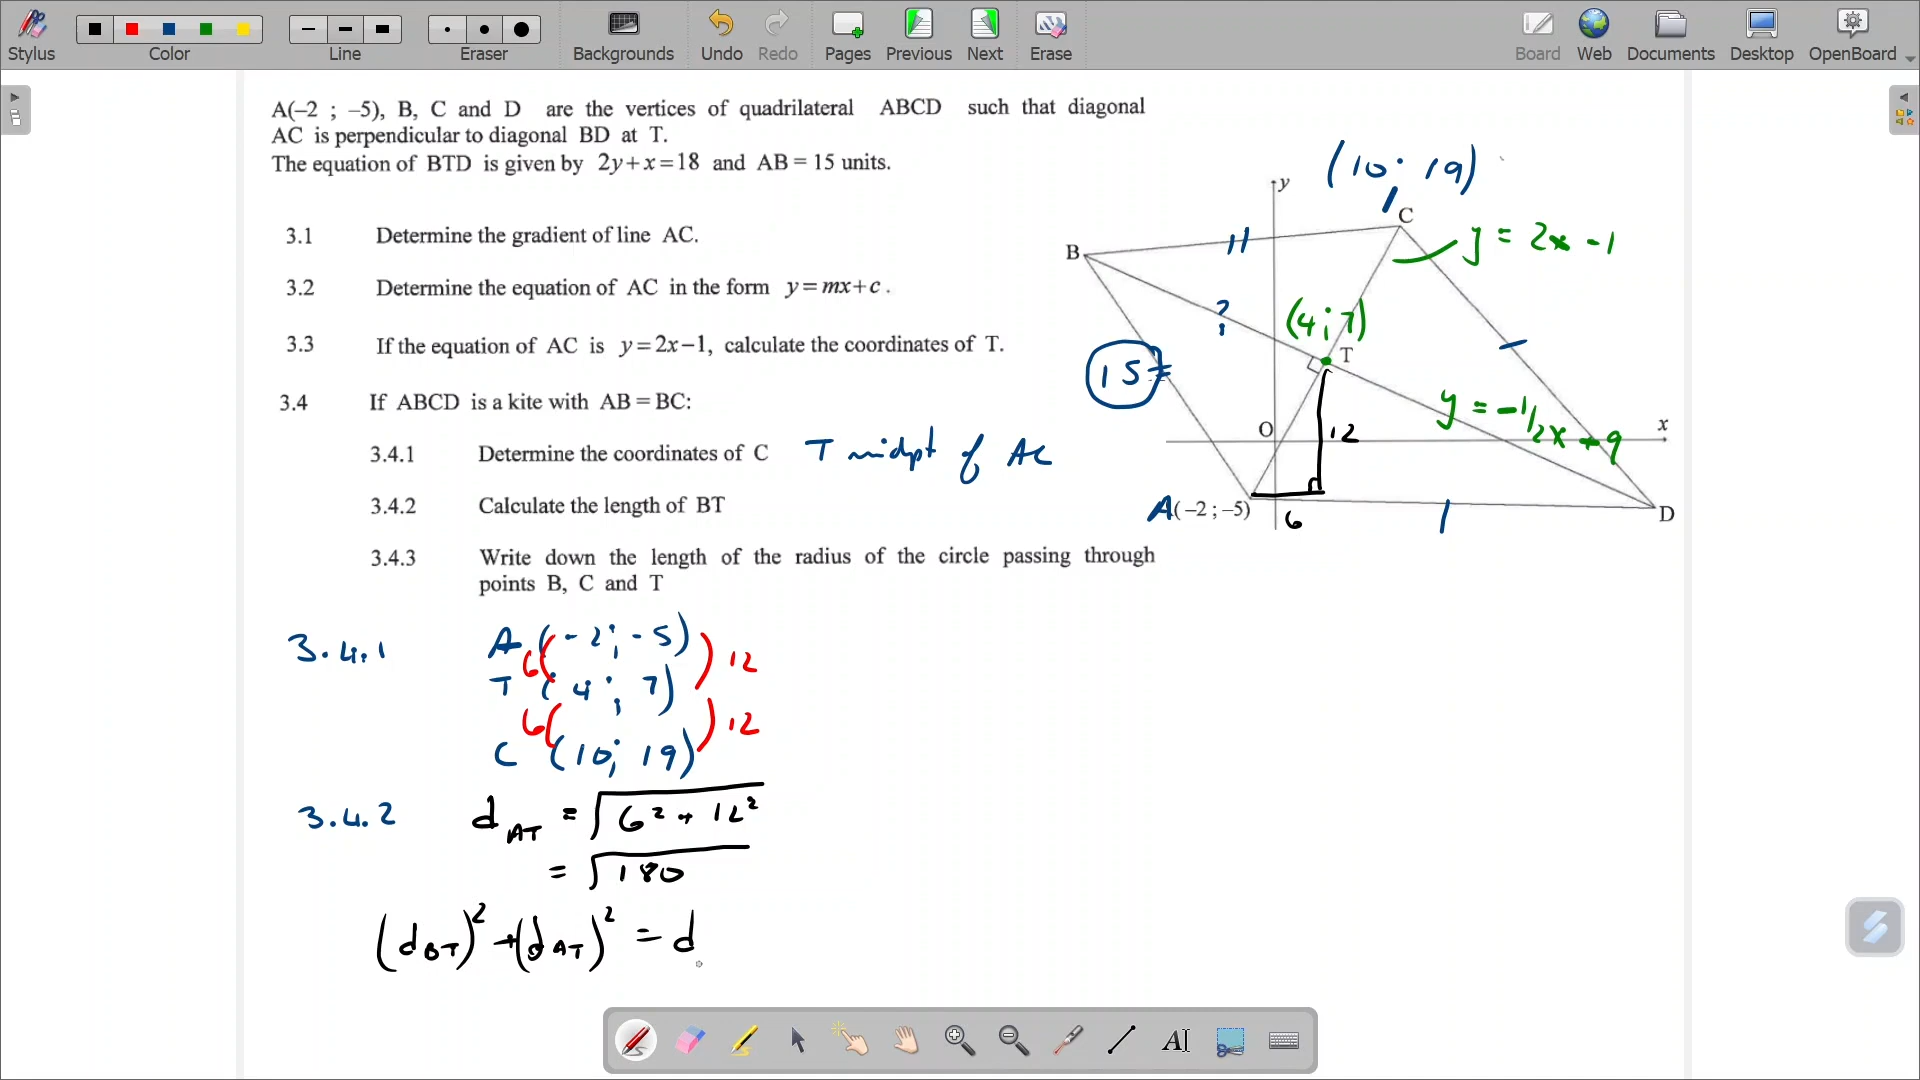 Stylus Color Line Eraser Backgrounds Undo Redo Pages Previous Next Erase Board Web Documents Desktop OpenBoard
A(–2 ; –5), B, C and D are the vertices of quadrilateral ABCD such that diagonal
AC is perpendicular to diagonal BD at T.
The equation of BTD is given by 2y+x=18 and AB = 15 units.
3.1 Determine the gradient of line AC.
3.2 Determine the equation of AC in the form y=mx+c.
3.3 If the equation of AC is y=2x–1, calculate the coordinates of T.
3.4 If ABCD is a kite with AB = BC:
3.4.1 Determine the coordinates of C T midpt of AC
3.4.2 Calculate the length of BT
3.4.3 Write down the length of the radius of the circle passing through
points B, C and T
(10; 19)
y
C
y = 2x -1
B
?
(4;7)
T
15
y = -1/2x + 9
O
12
x
A(–2 ; –5)
6
D
3.4.1 A (-2; -5)
6 12
T (4; 7)
6 12
C (10; 19)
3.4.2 d AT = √6² + 12²
= √180
(d BT)² + (d AT)² = d
AI